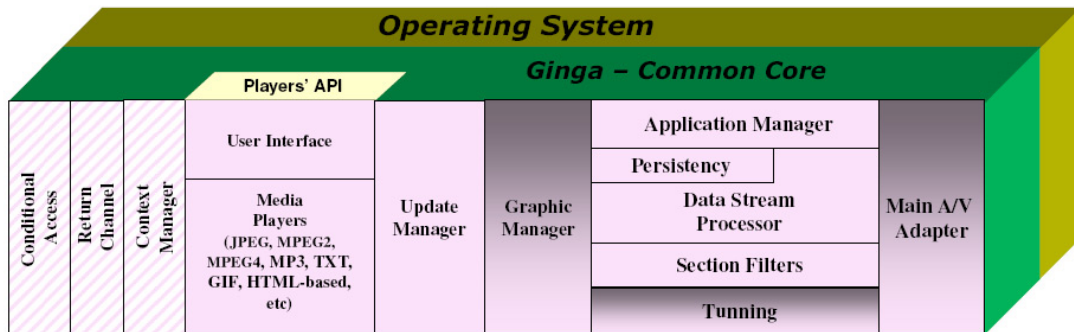 Operating System
Ginga – Common Core
Players' API
Conditional
Access
Return
Channel
Context
Manager
User Interface
Media
Players
(JPEG, MPEG2,
MPEG4, MP3, TXT,
GIF, HTML-based,
etc)
Update
Manager
Graphic
Manager
Application Manager
Persistency
Data Stream
Processor
Section Filters
Tunning
Main A/V
Adapter